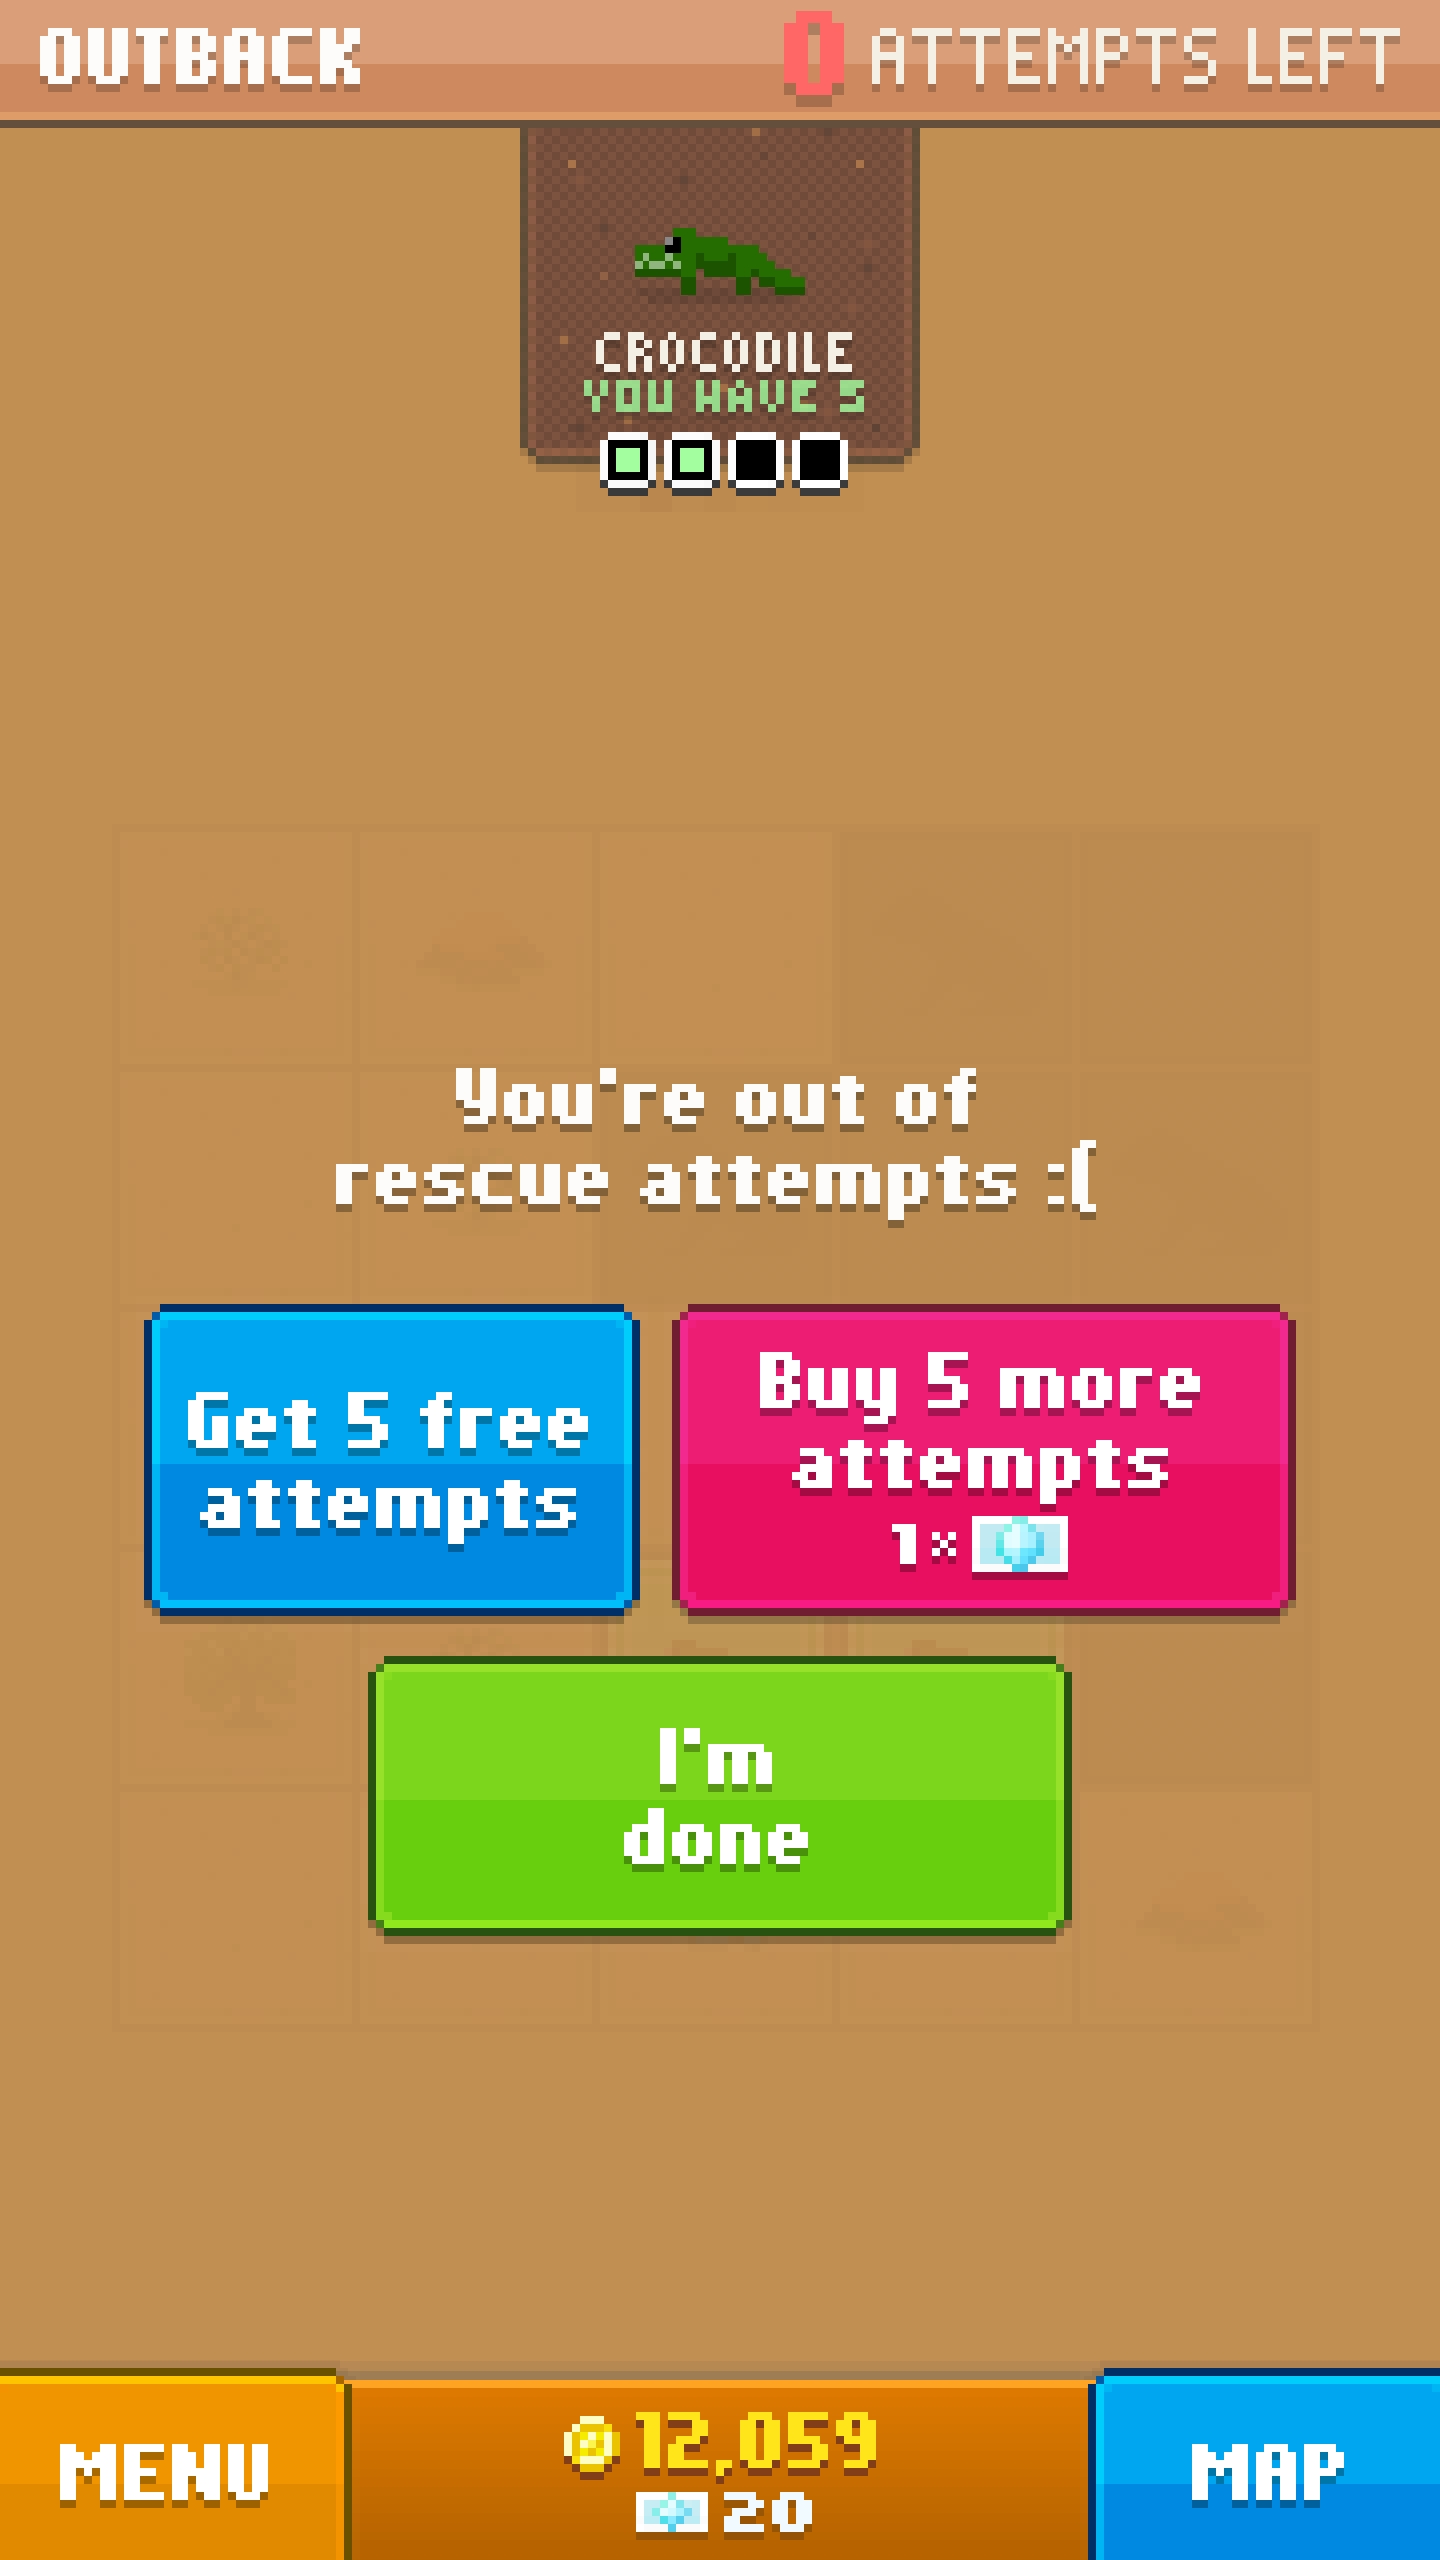 OUTBACK
0 ATTEMPTS LEFT
CROCODILE
YOU HAVE 5
You're out of
rescue attempts :(
Get 5 free
attempts
Buy 5 more
attempts
1×
I'm
done
MENU
12,059
20
MAP